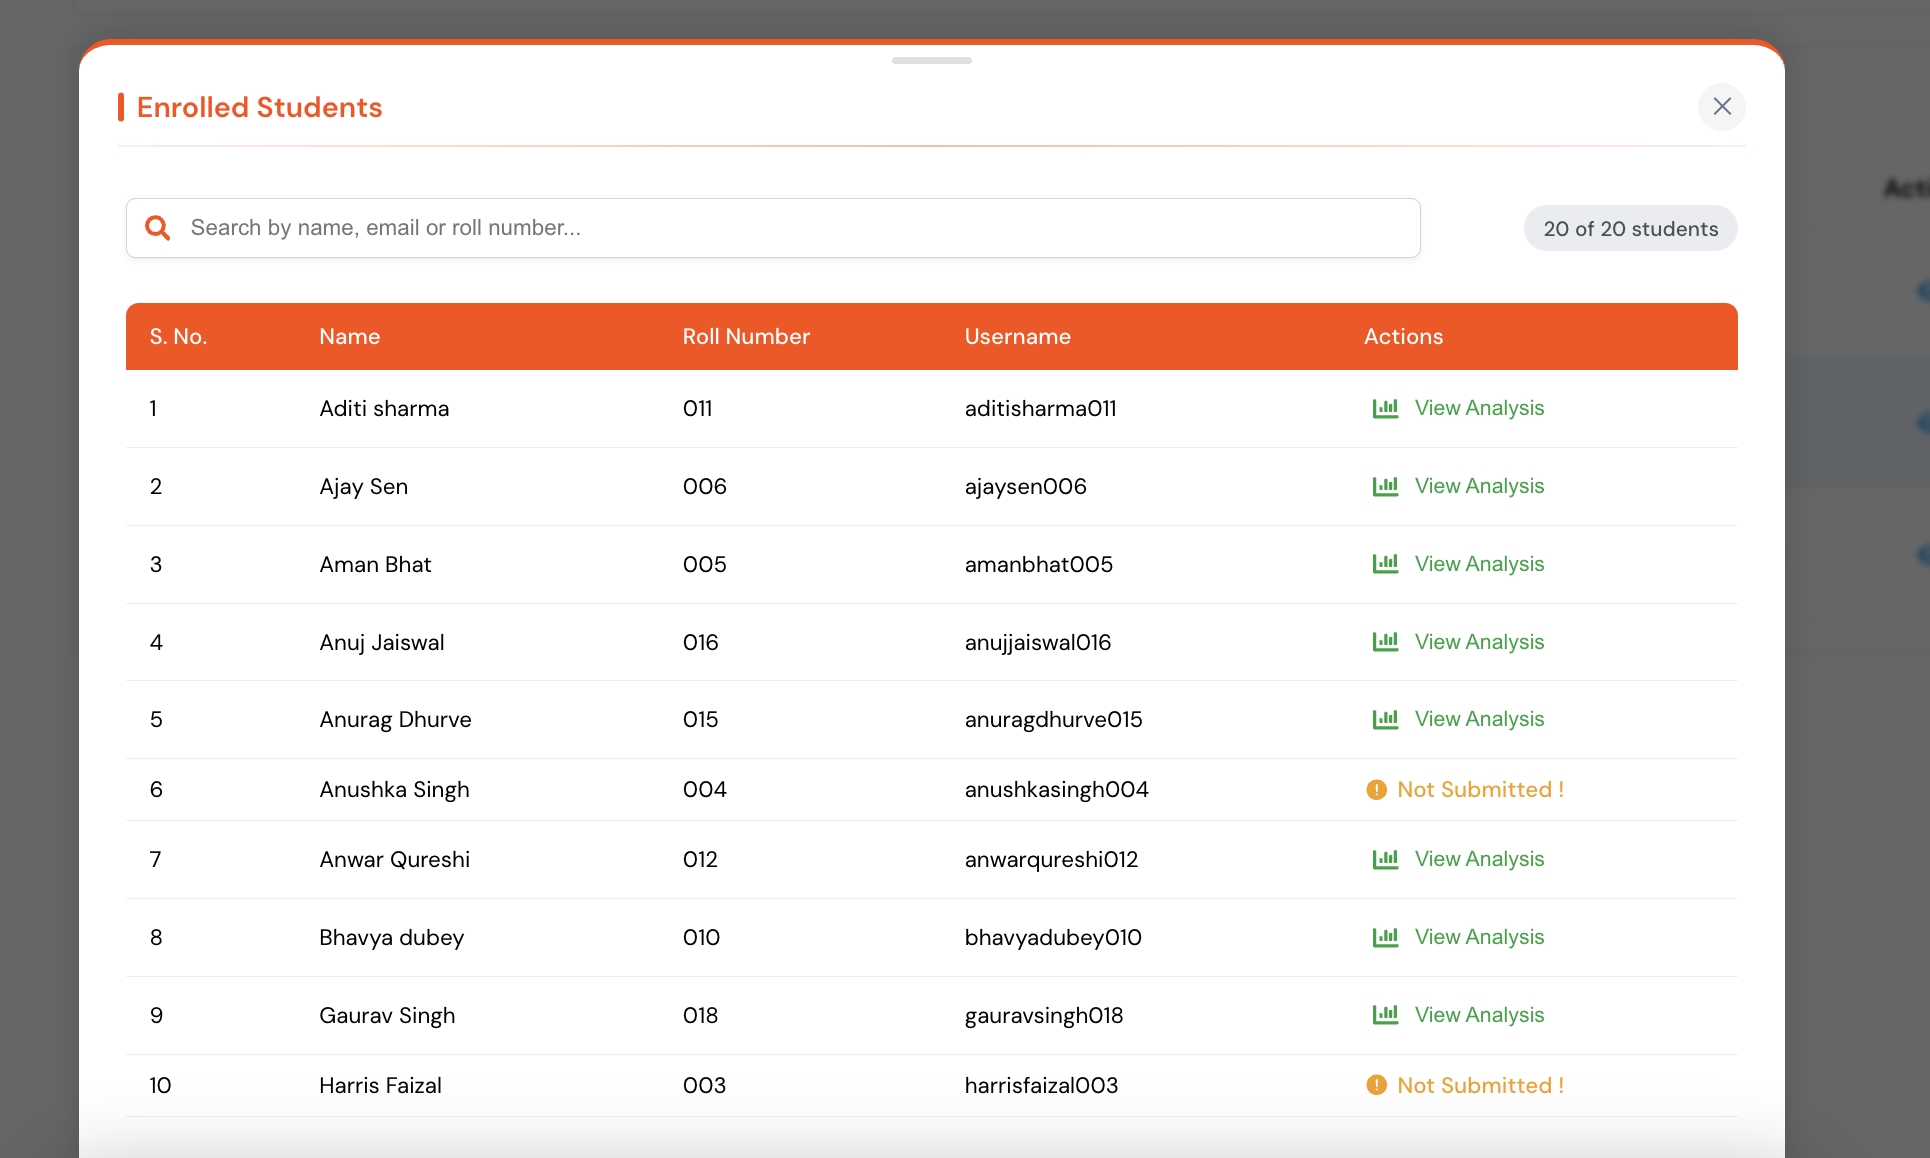 Enrolled Students
Search by name, email or roll number...
20 of 20 students
S. No. Name Roll Number Username Actions
1 Aditi sharma 011 aditisharma011 View Analysis
2 Ajay Sen 006 ajaysen006 View Analysis
3 Aman Bhat 005 amanbhat005 View Analysis
4 Anuj Jaiswal 016 anujjaiswal016 View Analysis
5 Anurag Dhurve 015 anuragdhurve015 View Analysis
6 Anushka Singh 004 anushkasingh004 Not Submitted !
7 Anwar Qureshi 012 anwarqureshi012 View Analysis
8 Bhavya dubey 010 bhavyadubey010 View Analysis
9 Gaurav Singh 018 gauravsingh018 View Analysis
10 Harris Faizal 003 harrisfaizal003 Not Submitted !